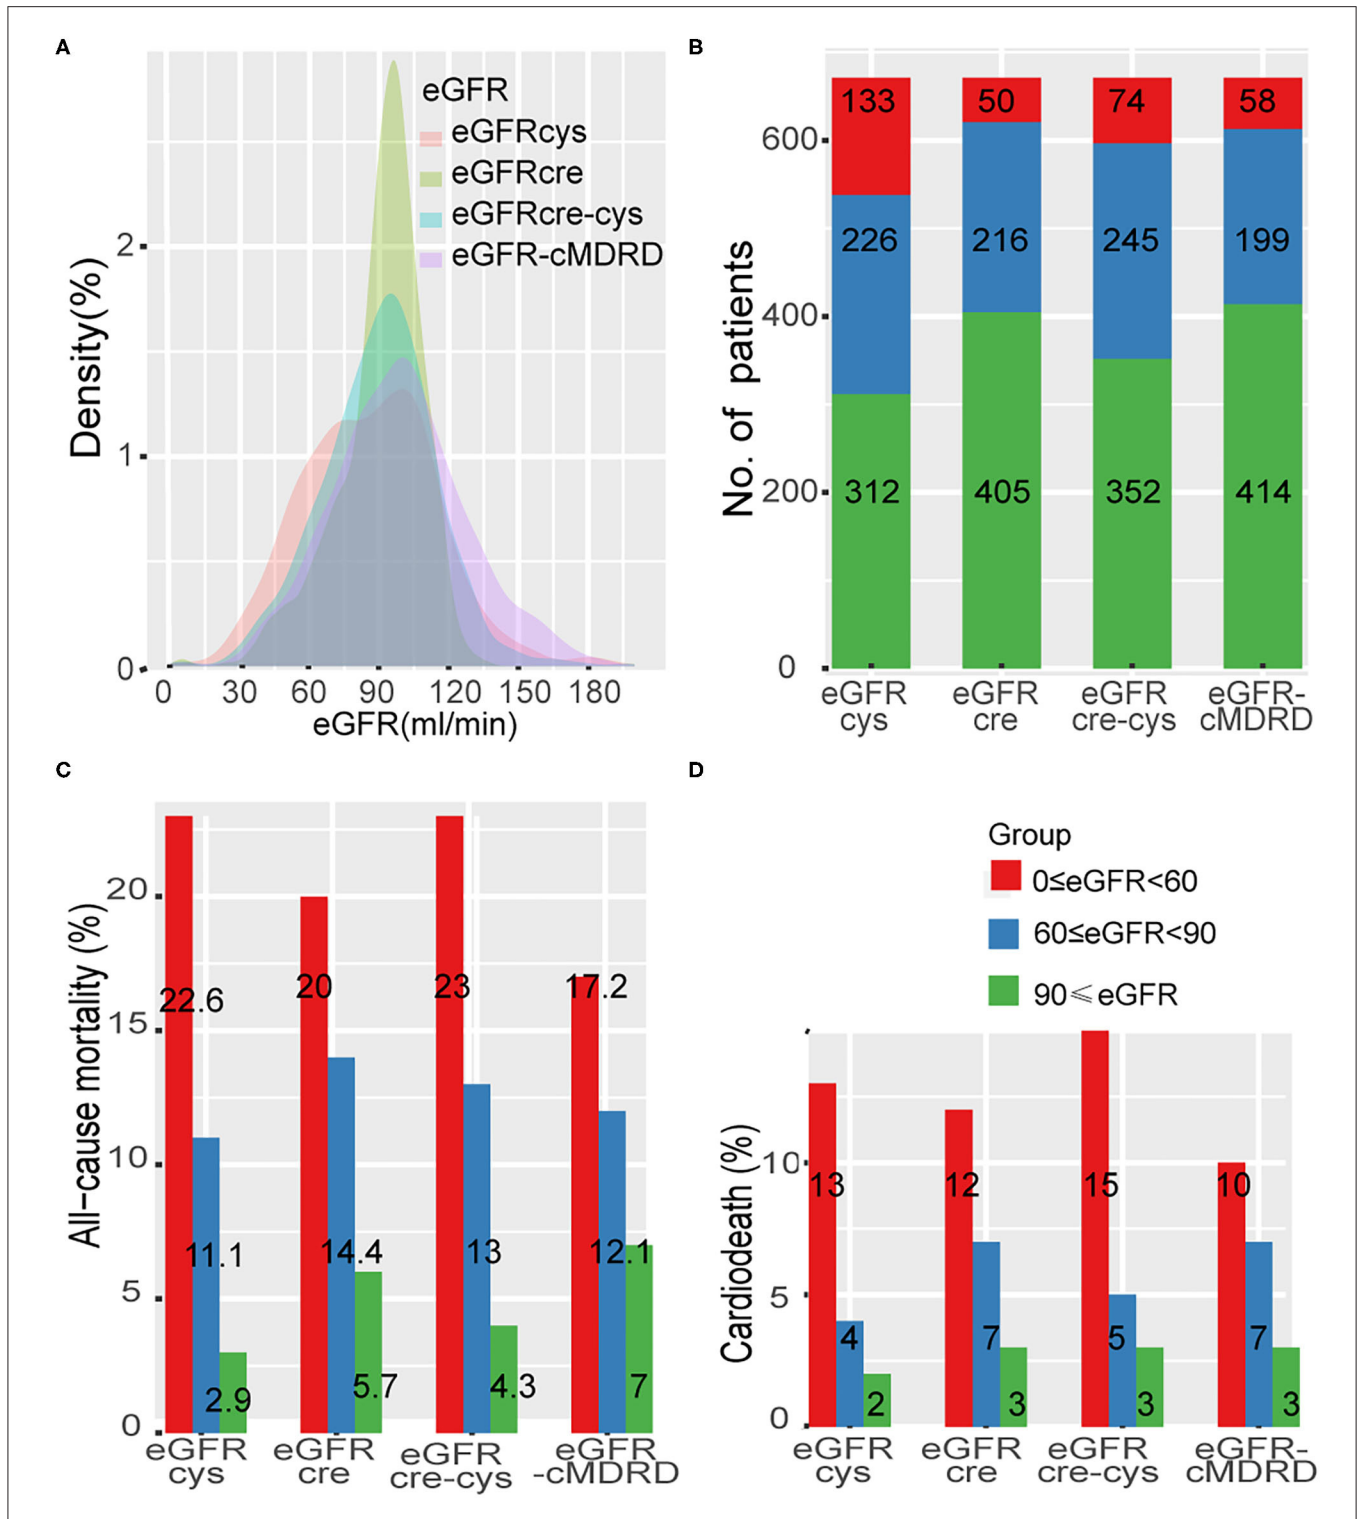 A
eGFR
eGFRcys
eGFRcre
eGFRcre-cys
eGFR-cMDRD
Density(%)
2
1
0
0 30 60 90 120 150 180
eGFR(ml/min)
B
No. of patients
600
400
200
0
133 50 74 58
226 216 245 199
312 405 352 414
eGFR eGFR eGFR eGFR-
cys cre cre-cys cMDRD
C
All-cause mortality (%)
20
15
10
5
0
22.6 20 23 17.2
11.1 14.4 13 12.1
2.9 5.7 4.3 7
eGFR eGFR eGFR eGFR
cys cre cre-cys -cMDRD
D
Group
0≤eGFR<60
60≤eGFR<90
90⩽eGFR
Cardiodeath (%)
10
5
0
13 12 15 10
4 7 5 7
2 3 3 3
eGFR eGFR eGFR eGFR-
cys cre cre-cys cMDRD